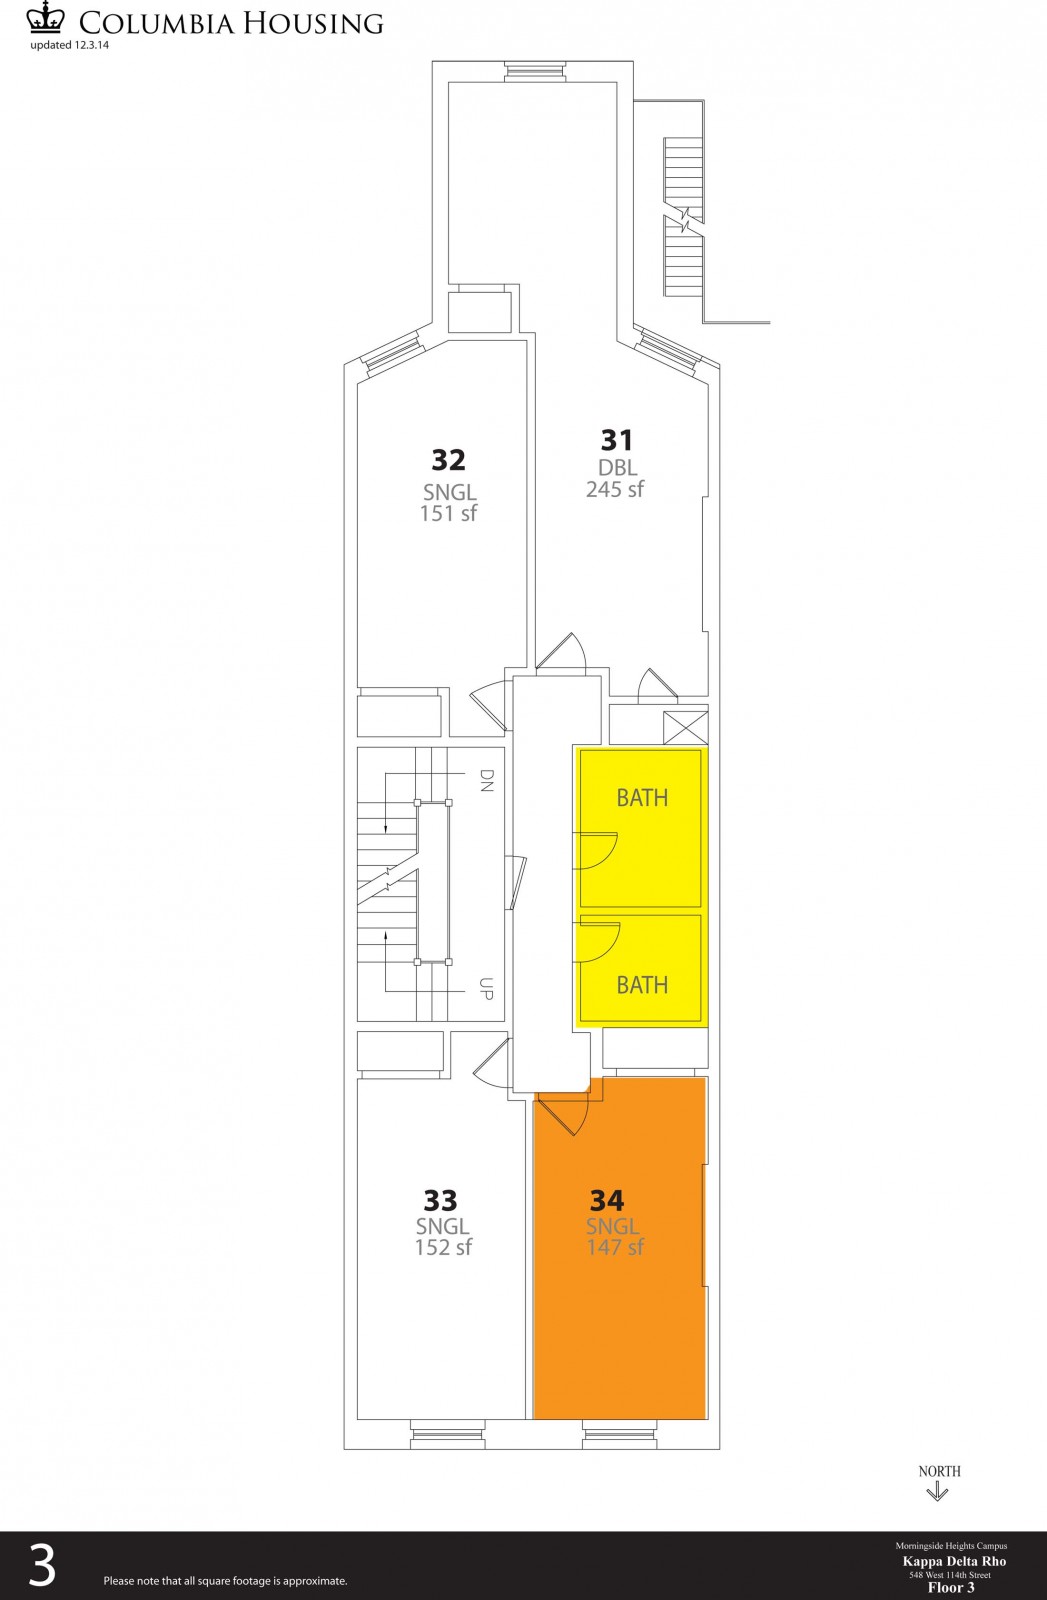 COLUMBIA HOUSING
updated 12.3.14
31
DBL
245 sf
32
SNGL
151 sf
DN
BATH
UP
BATH
33
SNGL
152 sf
34
SNGL
147 sf
NORTH
3
Please note that all square footage is approximate.
Morningside Heights Campus
Kappa Delta Rho
548 West 114th Street
Floor 3